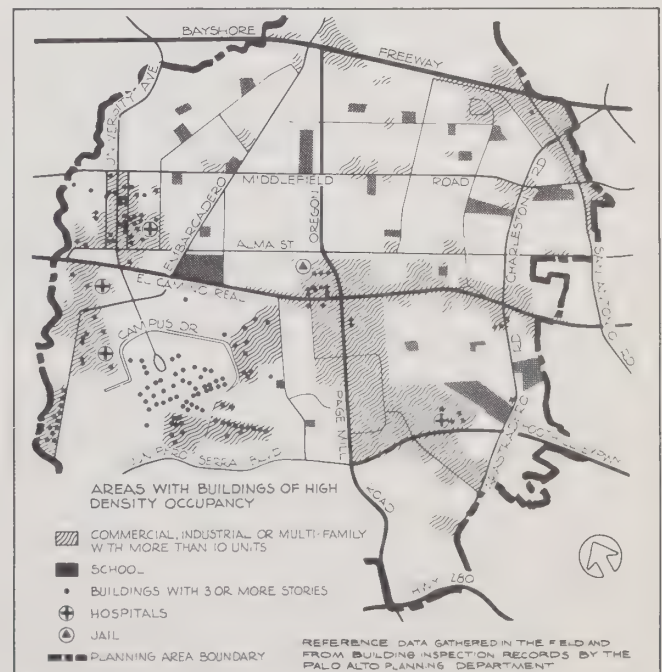 BAYSHORE
FREEWAY
UNIVERSITY AVE.
MIDDLEFIELD ROAD
EMBARCADERO
OREGON
CHARLESTON RD
SAN ANTONIO RD
ALMA ST.
EL CAMINO REAL
CAMPUS DR
PAGE MILL
ROAD
ARASTRADERO RD
FOOTHILL EXPWY
JUNIPERO SERRA BLVD
HWY 280
AREAS WITH BUILDINGS OF HIGH
DENSITY OCCUPANCY
COMMERCIAL, INDUSTRIAL OR MULTI-FAMILY
WITH MORE THAN 10 UNITS
SCHOOL
BUILDINGS WITH 3 OR MORE STORIES
HOSPITALS
JAIL
PLANNING AREA BOUNDARY
REFERENCE DATA GATHERED IN THE FIELD AND
FROM BUILDING INSPECTION RECORDS BY THE
PALO ALTO PLANNING DEPARTMENT